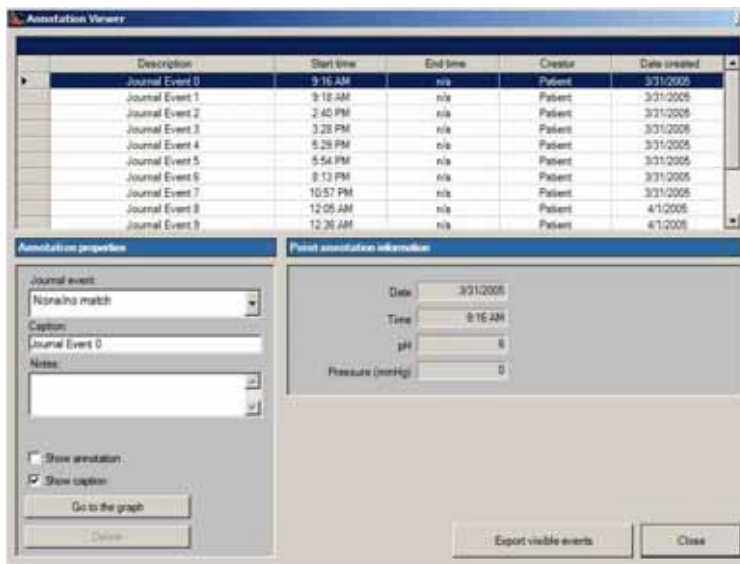 Annotation Viewer
Description Start time End time Creator Date created
Journal Event 0 9:16 AM n/a Patient 3/31/2005
Journal Event 1 9:18 AM n/a Patient 3/31/2005
Journal Event 2 2:40 PM n/a Patient 3/31/2005
Journal Event 3 3:28 PM n/a Patient 3/31/2005
Journal Event 4 5:29 PM n/a Patient 3/31/2005
Journal Event 5 5:54 PM n/a Patient 3/31/2005
Journal Event 6 8:13 PM n/a Patient 3/31/2005
Journal Event 7 10:57 PM n/a Patient 3/31/2005
Journal Event 8 12:05 AM n/a Patient 4/1/2005
Journal Event 9 12:36 AM n/a Patient 4/1/2005
Annotation properties
Journal event:
None/no match
Caption:
Journal Event 0
Notes:
Show annotation
Show caption
Go to the graph
Delete
Point annotation information
Date 3/31/2005
Time 9:16 AM
pH 6
Pressure (mmHg) 0
Export visible events
Close